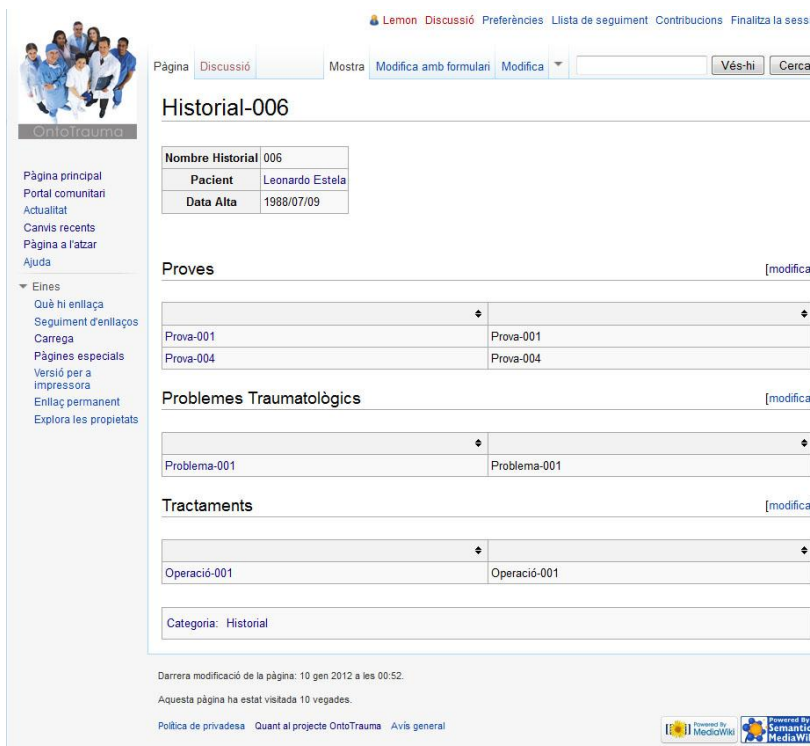 Lemon Discussió Preferències Llista de seguiment Contribucions Finalitza la sess
Pàgina Discussió Mostra Modifica amb formulari Modifica Vés-hi Cerca
OntoTrauma
Historial-006
Nombre Historial 006
Pacient Leonardo Estela
Data Alta 1988/07/09
Pàgina principal
Portal comunitari
Actualitat
Canvis recents
Pàgina a l'atzar
Ajuda
Eines
Què hi enllaça
Seguiment d'enllaços
Carrega
Pàgines especials
Versió per a
impressora
Enllaç permanent
Explora les propietats
Proves [modifica
Prova-001 Prova-001
Prova-004 Prova-004
Problemes Traumatològics [modifica
Problema-001 Problema-001
Tractaments [modifica
Operació-001 Operació-001
Categoria: Historial
Darrera modificació de la pàgina: 10 gen 2012 a les 00:52.
Aquesta pàgina ha estat visitada 10 vegades.
Política de privadesa Quant al projecte OntoTrauma Avís general
Powered By
MediaWiki
Powered By
Semantic
MediaWi